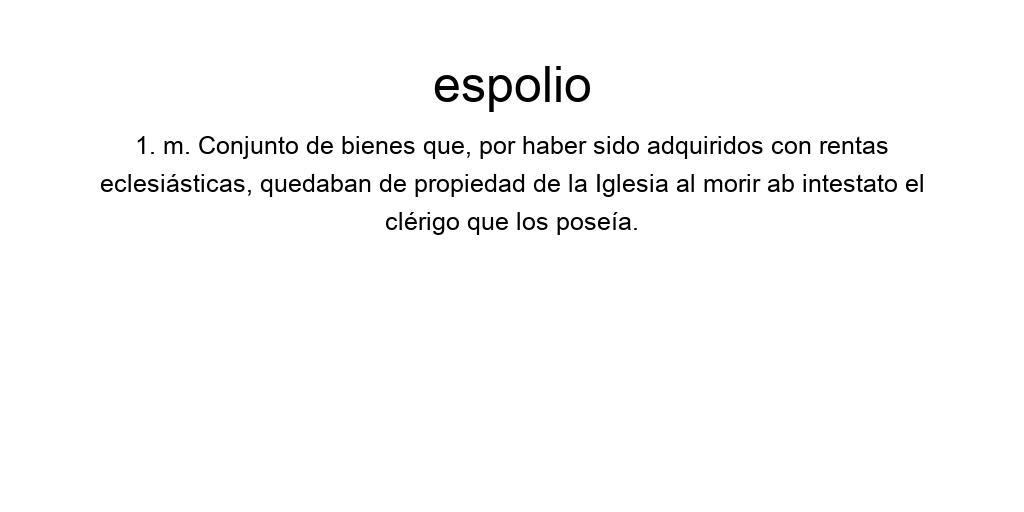 espolio
1. m. Conjunto de bienes que, por haber sido adquiridos con rentas
eclesiásticas, quedaban de propiedad de la Iglesia al morir ab intestato el
clérigo que los poseía.